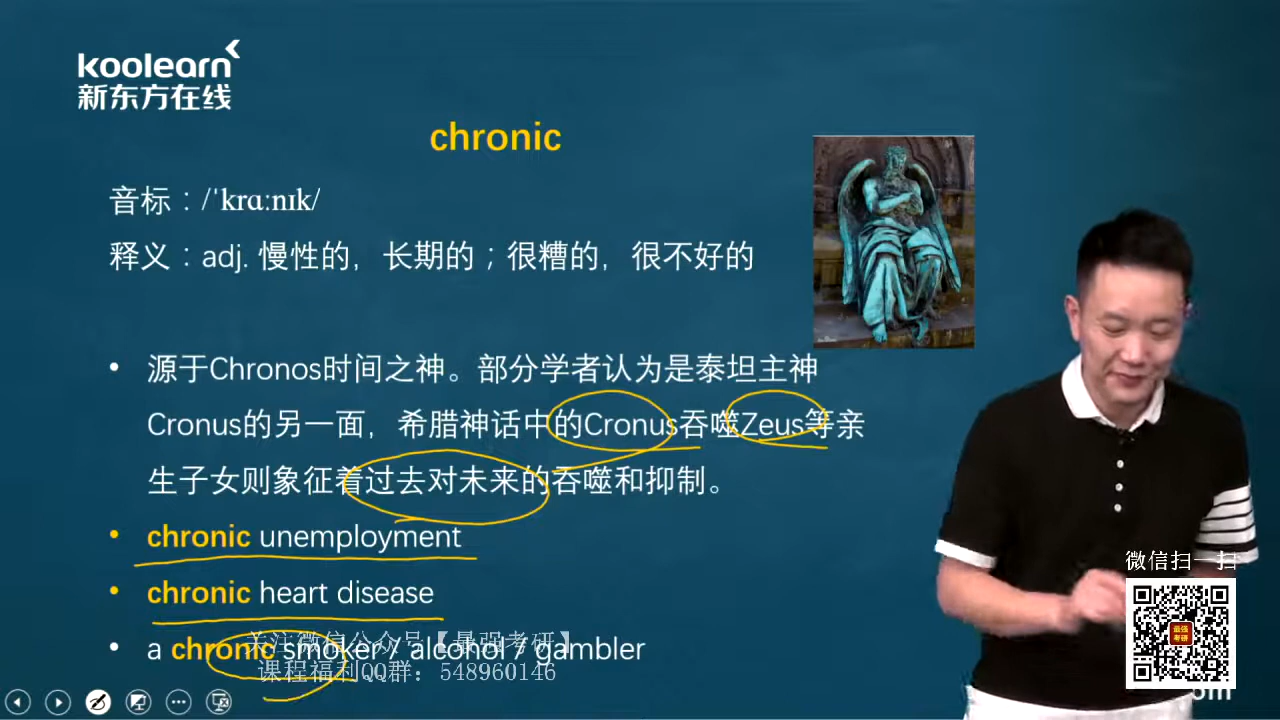 koolearn
新东方在线
chronic
音标：/ˈkrɑːnɪk/
释义：adj. 慢性的，长期的；很糟的，很不好的
源于Chronos时间之神。部分学者认为是泰坦主神
Cronus的另一面，希腊神话中的Cronus吞噬Zeus等亲
生子女则象征着过去对未来的吞噬和抑制。
chronic unemployment
chronic heart disease
a chronic smoker / alcohol / gambler
关注微信公众号【最强考研】
课程福利QQ群：548960146
微信扫一扫
最强
考研
om